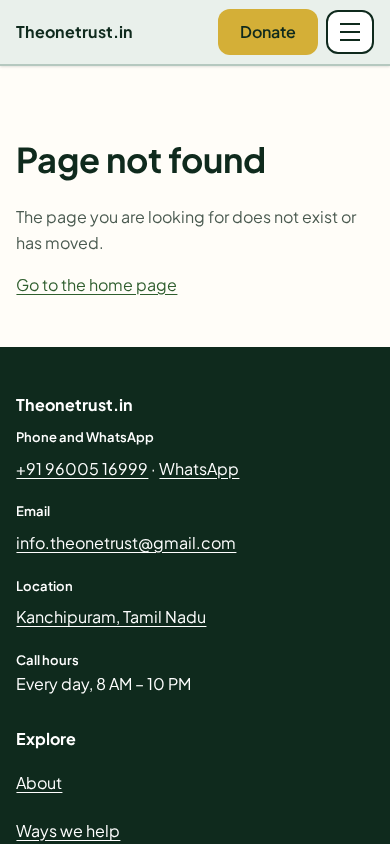 Theonetrust.in
Donate
Page not found
The page you are looking for does not exist or
has moved.
Go to the home page
Theonetrust.in
Phone and WhatsApp
+91 96005 16999 · WhatsApp
Email
info.theonetrust@gmail.com
Location
Kanchipuram, Tamil Nadu
Call hours
Every day, 8 AM – 10 PM
Explore
About
Ways we help